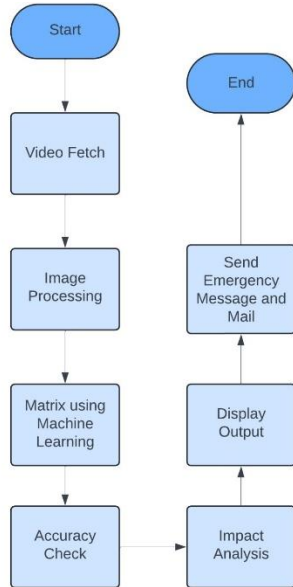 Start
Video Fetch
Image
Processing
Matrix using
Machine
Learning
Accuracy
Check
Impact
Analysis
Display
Output
Send
Emergency
Message and
Mail
End